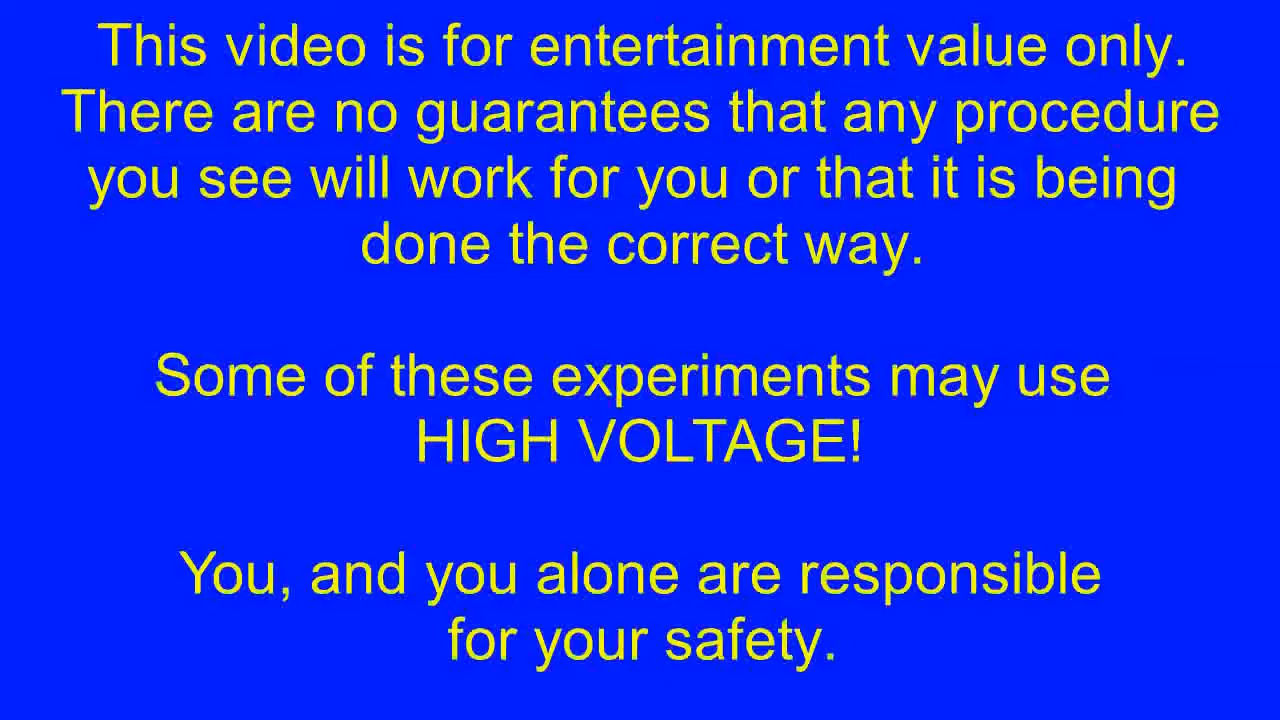 This video is for entertainment value only.
There are no guarantees that any procedure
you see will work for you or that it is being
done the correct way.
Some of these experiments may use
HIGH VOLTAGE!
You, and you alone are responsible
for your safety.